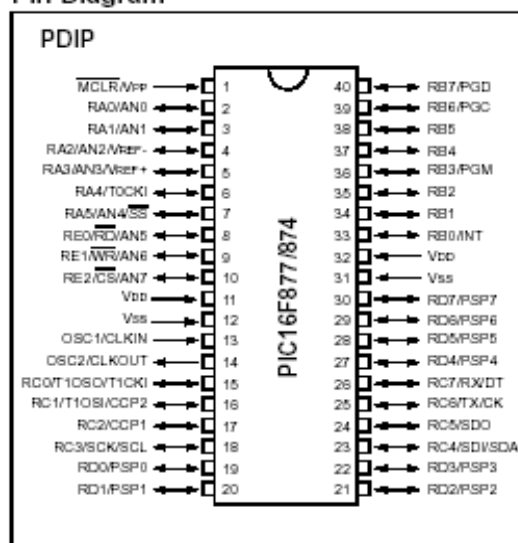 Pin Diagram
PDIP
MCLR/VPP 1 40 RB7/PGD
RA0/AN0 2 39 RB6/PGC
RA1/AN1 3 38 RB5
RA2/AN2/VREF- 4 37 RB4
RA3/AN3/VREF+ 5 36 RB3/PGM
RA4/T0CKI 6 35 RB2
RA5/AN4/SS 7 34 RB1
RE0/RD/AN5 8 33 RB0/INT
RE1/WR/AN6 9 32 VDD
RE2/CS/AN7 10 31 VSS
VDD 11 30 RD7/PSP7
VSS 12 29 RD6/PSP6
OSC1/CLKIN 13 28 RD5/PSP5
OSC2/CLKOUT 14 27 RD4/PSP4
RC0/T1OSO/T1CKI 15 26 RC7/RX/DT
RC1/T1OSI/CCP2 16 25 RC6/TX/CK
RC2/CCP1 17 24 RC5/SDO
RC3/SCK/SCL 18 23 RC4/SDI/SDA
RD0/PSP0 19 22 RD3/PSP3
RD1/PSP1 20 21 RD2/PSP2
PIC16F877/874